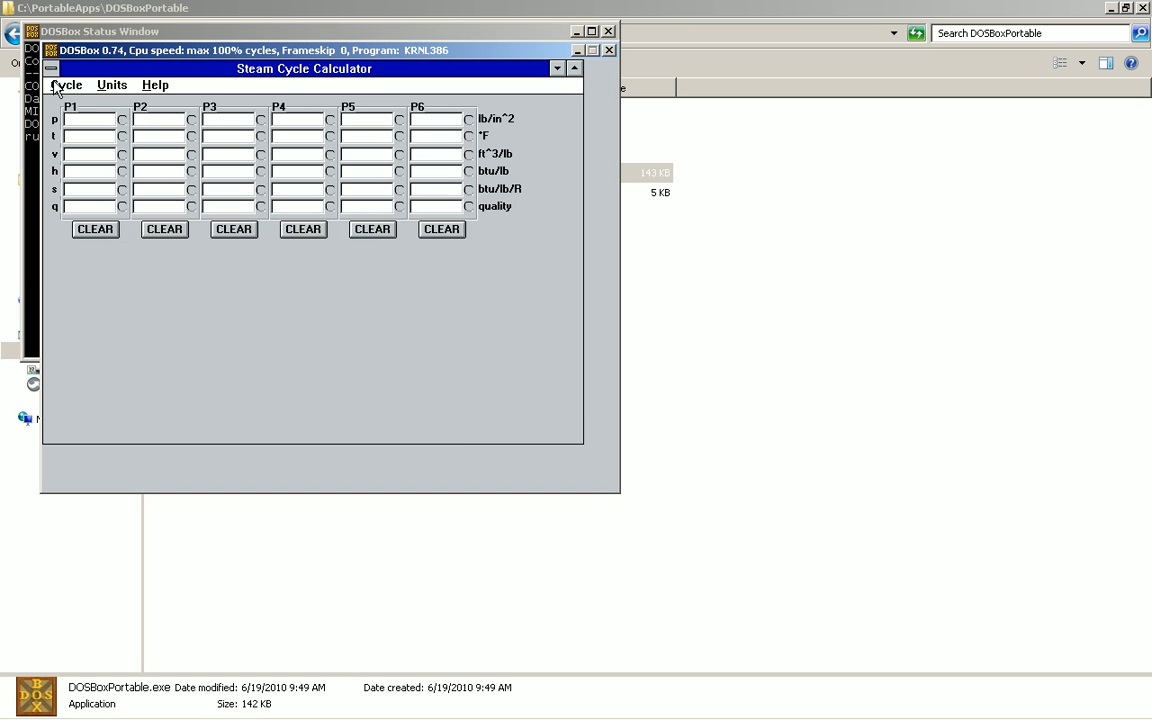 C:\PortableApps\DOSBoxPortable
DOSBox Status Window
Search DOSBoxPortable
DOSBox 0.74, Cpu speed: max 100% cycles, Frameskip 0, Program: KRNL386
Steam Cycle Calculator
Cycle Units Help
P1 P2 P3 P4 P5 P6
p lb/in^2
t °F
v ft^3/lb
h btu/lb
s btu/lb/R
q quality
CLEAR CLEAR CLEAR CLEAR CLEAR CLEAR
143 KB
5 KB
DOSBoxPortable.exe Date modified: 6/19/2010 9:49 AM Date created: 6/19/2010 9:49 AM
Application Size: 142 KB
DOS
BOX